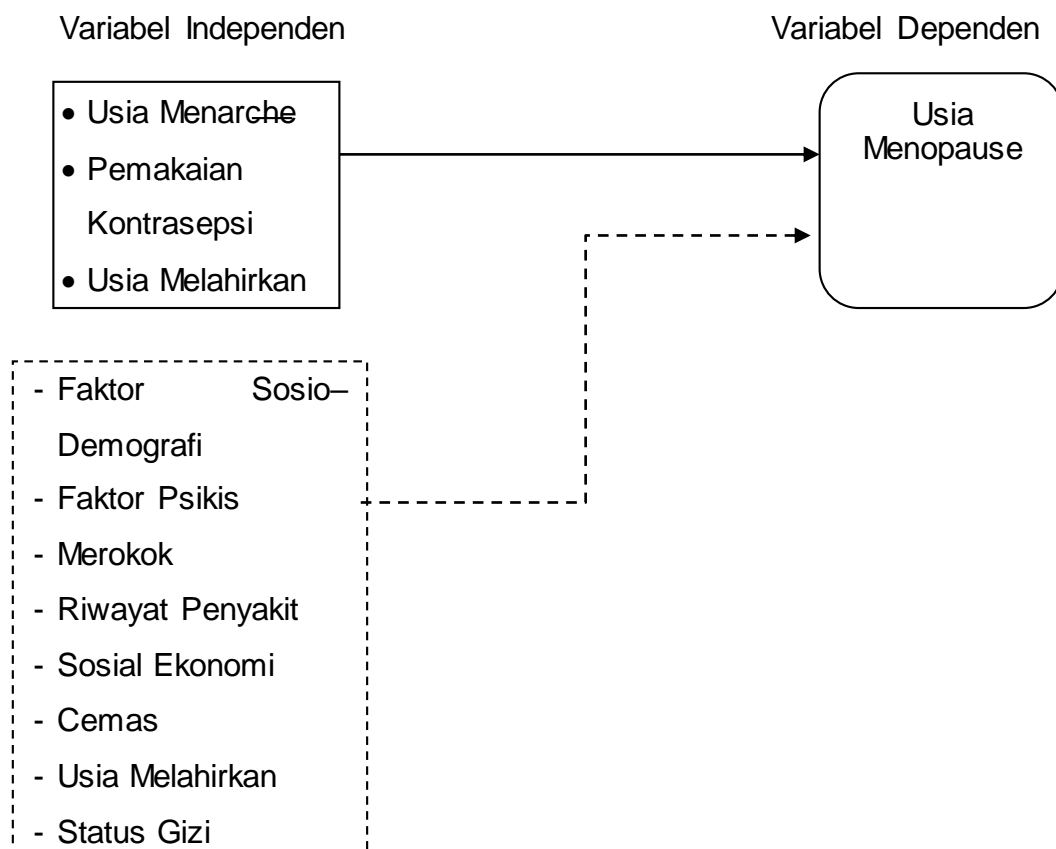 Variabel Independen
Variabel Dependen
• Usia Menarche
• Pemakaian
Kontrasepsi
• Usia Melahirkan
Usia
Menopause
- Faktor Sosio–
Demografi
- Faktor Psikis
- Merokok
- Riwayat Penyakit
- Sosial Ekonomi
- Cemas
- Usia Melahirkan
- Status Gizi